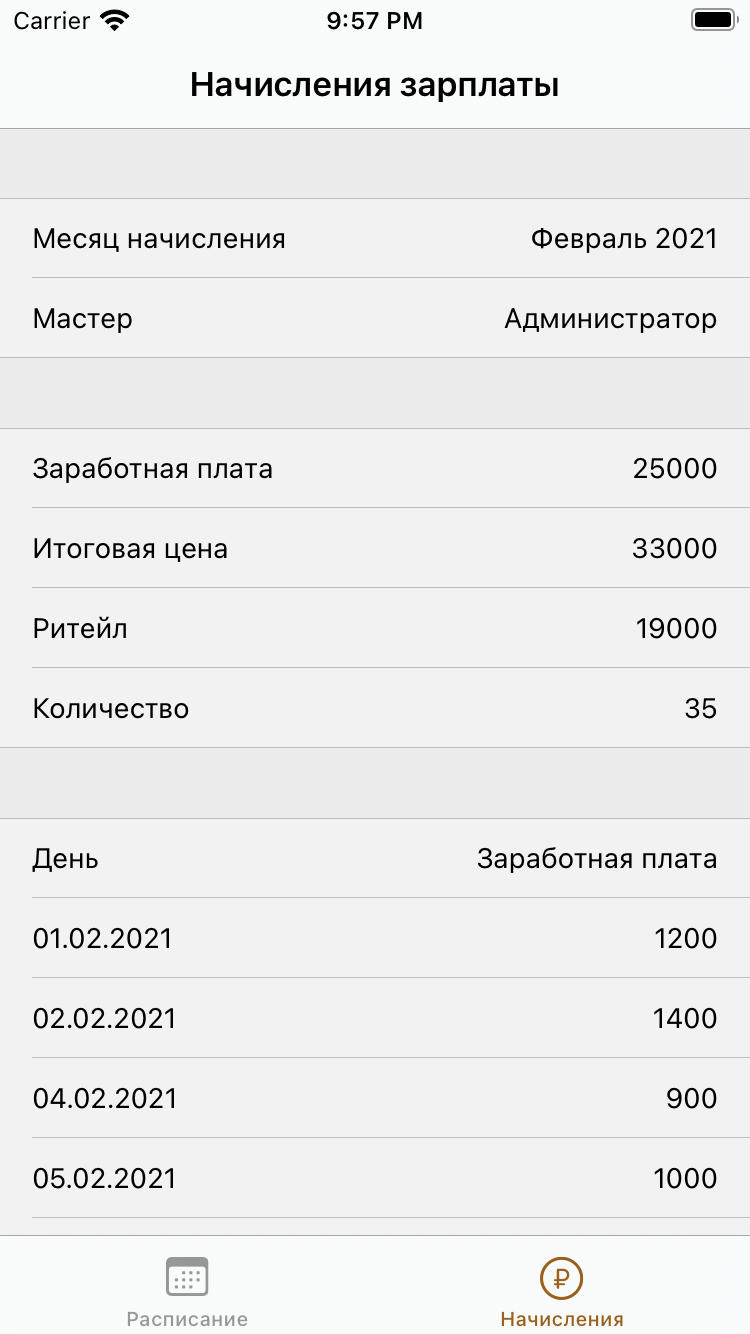 Carrier 9:57 PM
Начисления зарплаты
Месяц начисления Февраль 2021
Мастер Администратор
Заработная плата 25000
Итоговая цена 33000
Ритейл 19000
Количество 35
День Заработная плата
01.02.2021 1200
02.02.2021 1400
04.02.2021 900
05.02.2021 1000
Расписание Начисления